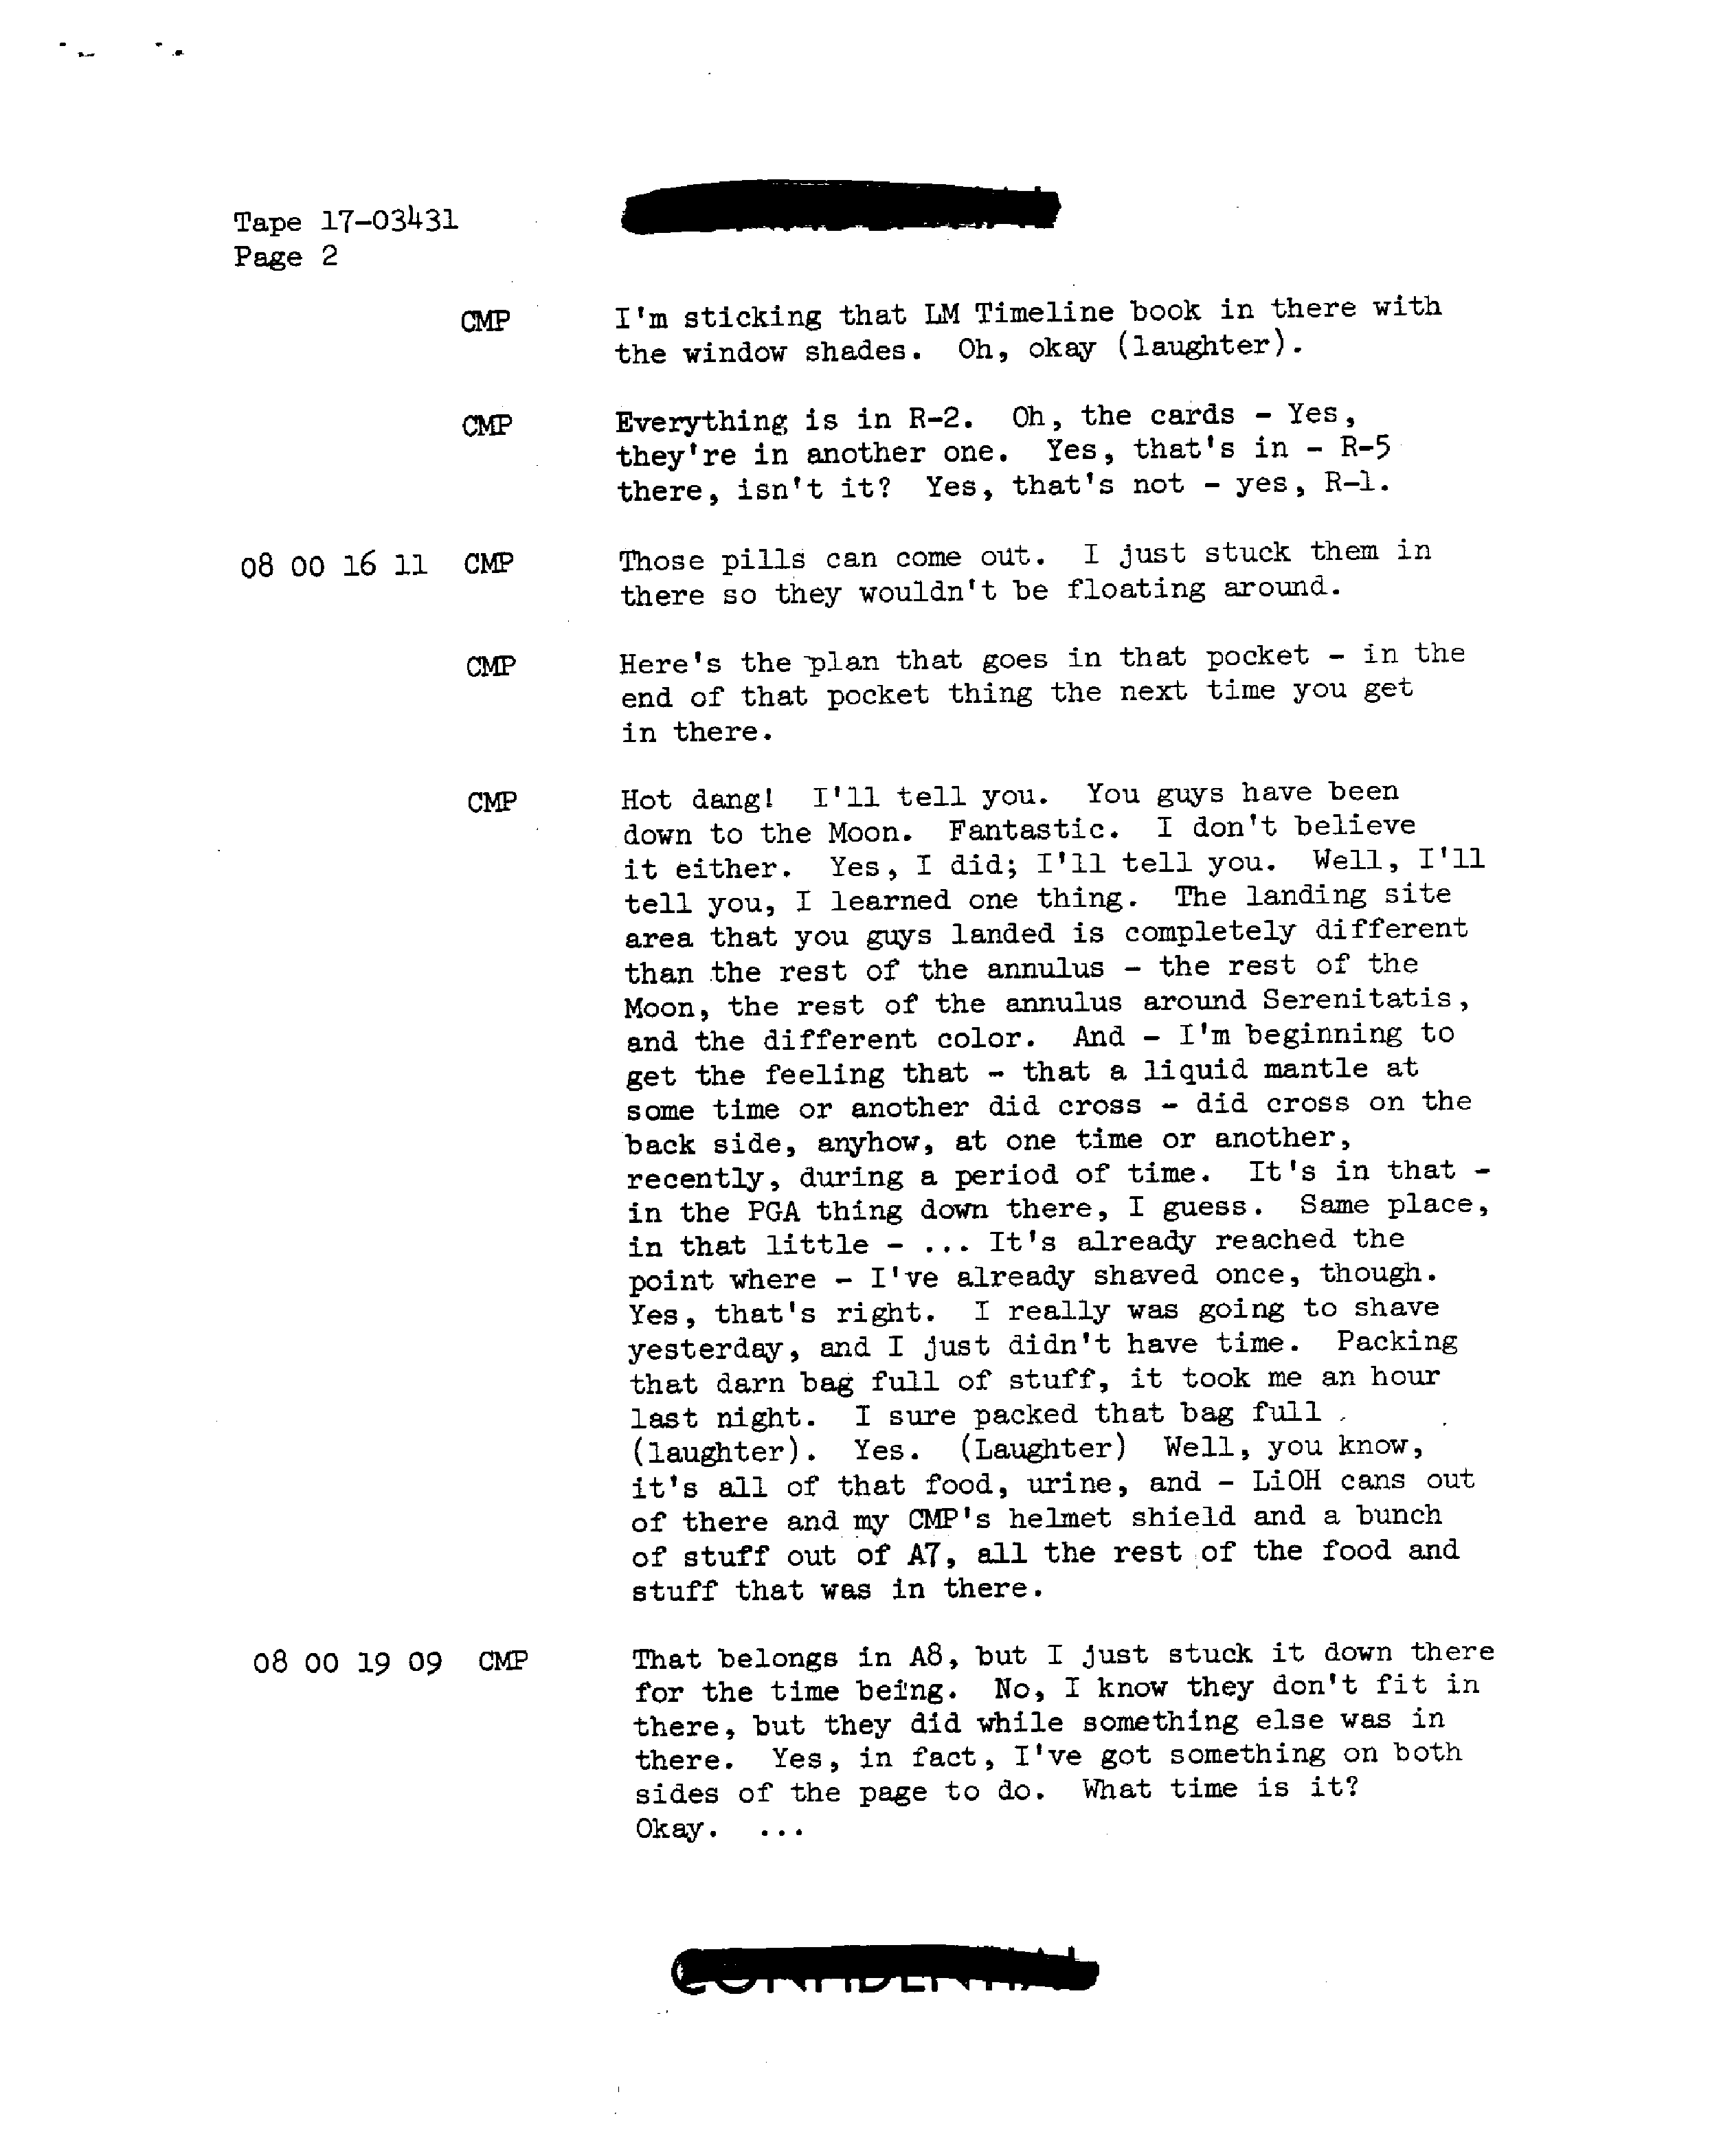 Tape 17-03431
Page 2
CMP I'm sticking that LM Timeline book in there with
the window shades. Oh, okay (laughter).
CMP Everything is in R-2. Oh, the cards - Yes,
they're in another one. Yes, that's in - R-5
there, isn't it? Yes, that's not - yes, R-1.
08 00 16 11 CMP Those pills can come out. I just stuck them in
there so they wouldn't be floating around.
CMP Here's the plan that goes in that pocket - in the
end of that pocket thing the next time you get
in there.
CMP Hot dang! I'll tell you. You guys have been
down to the Moon. Fantastic. I don't believe
it either. Yes, I did; I'll tell you. Well, I'll
tell you, I learned one thing. The landing site
area that you guys landed is completely different
than the rest of the annulus - the rest of the
Moon, the rest of the annulus around Serenitatis,
and the different color. And - I'm beginning to
get the feeling that - that a liquid mantle at
some time or another did cross - did cross on the
back side, anyhow, at one time or another,
recently, during a period of time. It's in that -
in the PGA thing down there, I guess. Same place,
in that little - ... It's already reached the
point where - I've already shaved once, though.
Yes, that's right. I really was going to shave
yesterday, and I just didn't have time. Packing
that darn bag full of stuff, it took me an hour
last night. I sure packed that bag full
(laughter). Yes. (Laughter) Well, you know,
it's all of that food, urine, and - LiOH cans out
of there and my CMP's helmet shield and a bunch
of stuff out of A7, all the rest of the food and
stuff that was in there.
08 00 19 09 CMP That belongs in A8, but I just stuck it down there
for the time being. No, I know they don't fit in
there, but they did while something else was in
there. Yes, in fact, I've got something on both
sides of the page to do. What time is it?
Okay. ...
CONFIDENTIAL